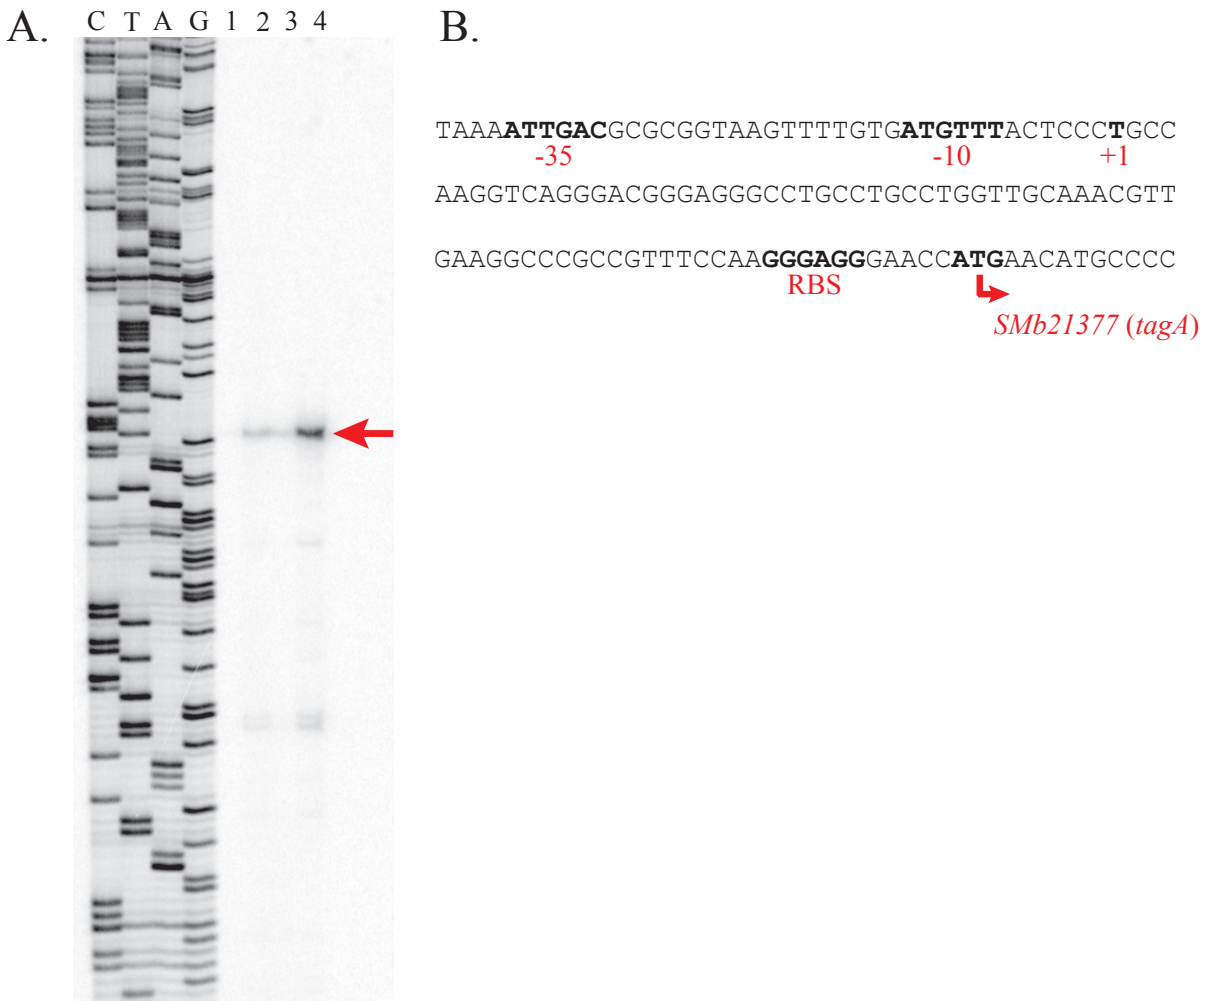 A.
C T A G 1 2 3 4
B.
TAAAATTGACGCGCGGTAAGTTTTGTGATGTTTACTCCCTGCC
-35 -10 +1
AAGGTCAGGGACGGGAGGGCCTGCCTGCCTGGTTGCAAACGTT
GAAGGCCCGCCGTTTCCAAGGGAGGGAACCATGAACATGCCCC
RBS
SMb21377 (tagA)